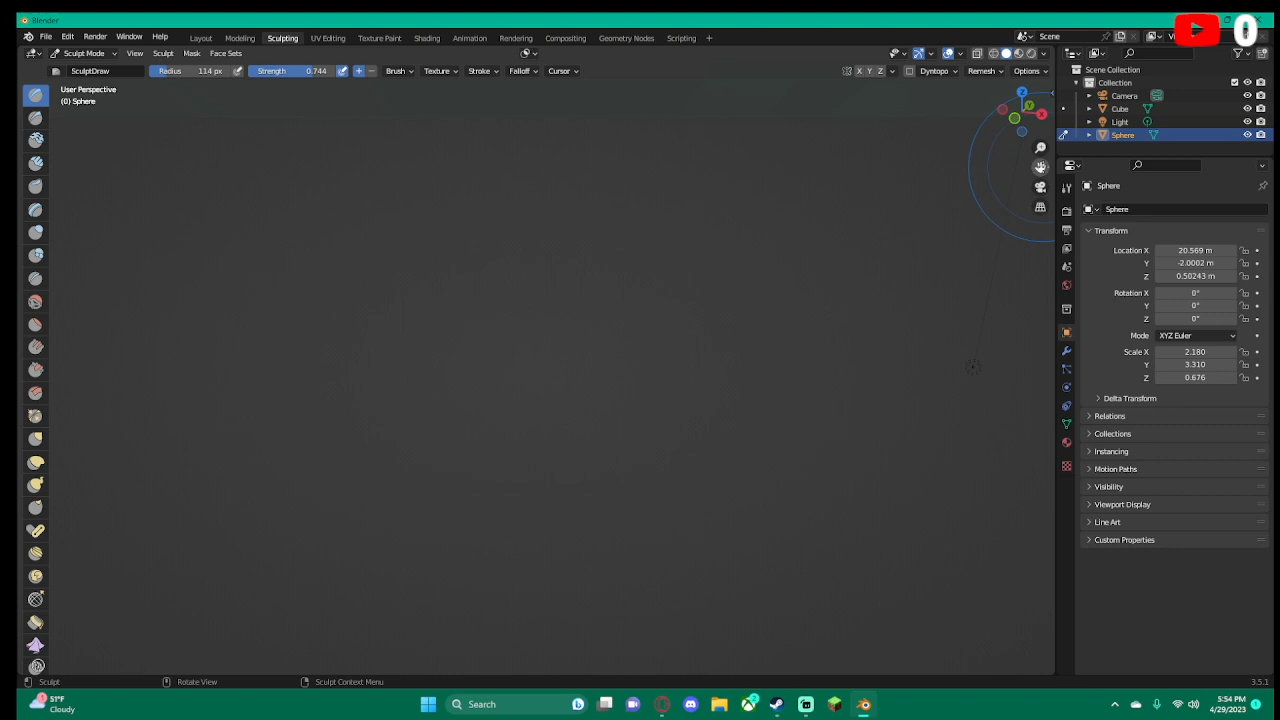 Blender
File Edit Render Window Help Layout Modeling Sculpting UV Editing Texture Paint Shading Animation Rendering Compositing Geometry Nodes Scripting + Scene
Sculpt Mode View Sculpt Mask Face Sets
SculptDraw Radius 114 px Strength 0.744 Brush Texture Stroke Falloff Cursor X Y Z Dyntopo Remesh Options
User Perspective
(0) Sphere
Z
Y
X
Scene Collection
Collection
Camera
Cube
Light
Sphere
Sphere
Sphere
Transform
Location X 20.569 m
Y -2.0002 m
Z 0.50243 m
Rotation X 0°
Y 0°
Z 0°
Mode XYZ Euler
Scale X 2.180
Y 3.310
Z 0.676
Delta Transform
Relations
Collections
Instancing
Motion Paths
Visibility
Viewport Display
Line Art
Custom Properties
Sculpt Rotate View Sculpt Context Menu 3.5.1
51°F
Cloudy
Search
5:54 PM
4/29/2023